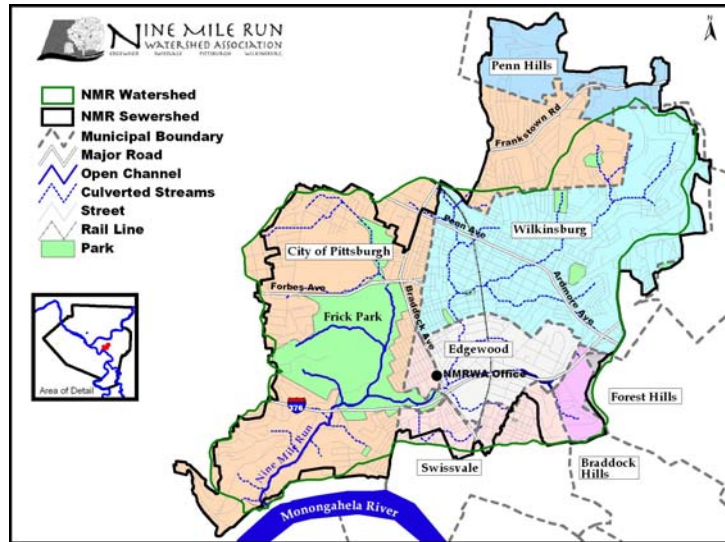 NINE MILE RUN
WATERSHED ASSOCIATION
EDGEWOOD SWISSVALE PITTSBURGH WILKINSBURG
N
NMR Watershed
NMR Sewershed
Municipal Boundary
Major Road
Open Channel
Culverted Streams
Street
Rail Line
Park
Area of Detail
Penn Hills
Frankstown Rd
Wilkinsburg
Penn Ave
City of Pittsburgh
Forbes Ave
Braddock Ave
Ardmore Ave
Frick Park
Edgewood
NMRWA Office
376
Forest Hills
Nine Mile Run
Swissvale
Braddock
Hills
Monongahela River